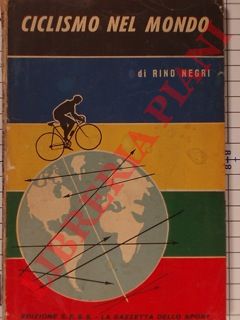 CICLISMO NEL MONDO
di RINO NEGRI
LIBRERIA PIANI
EDIZIONE S.E.S.S. - LA GAZZETTA DELLO SPORT